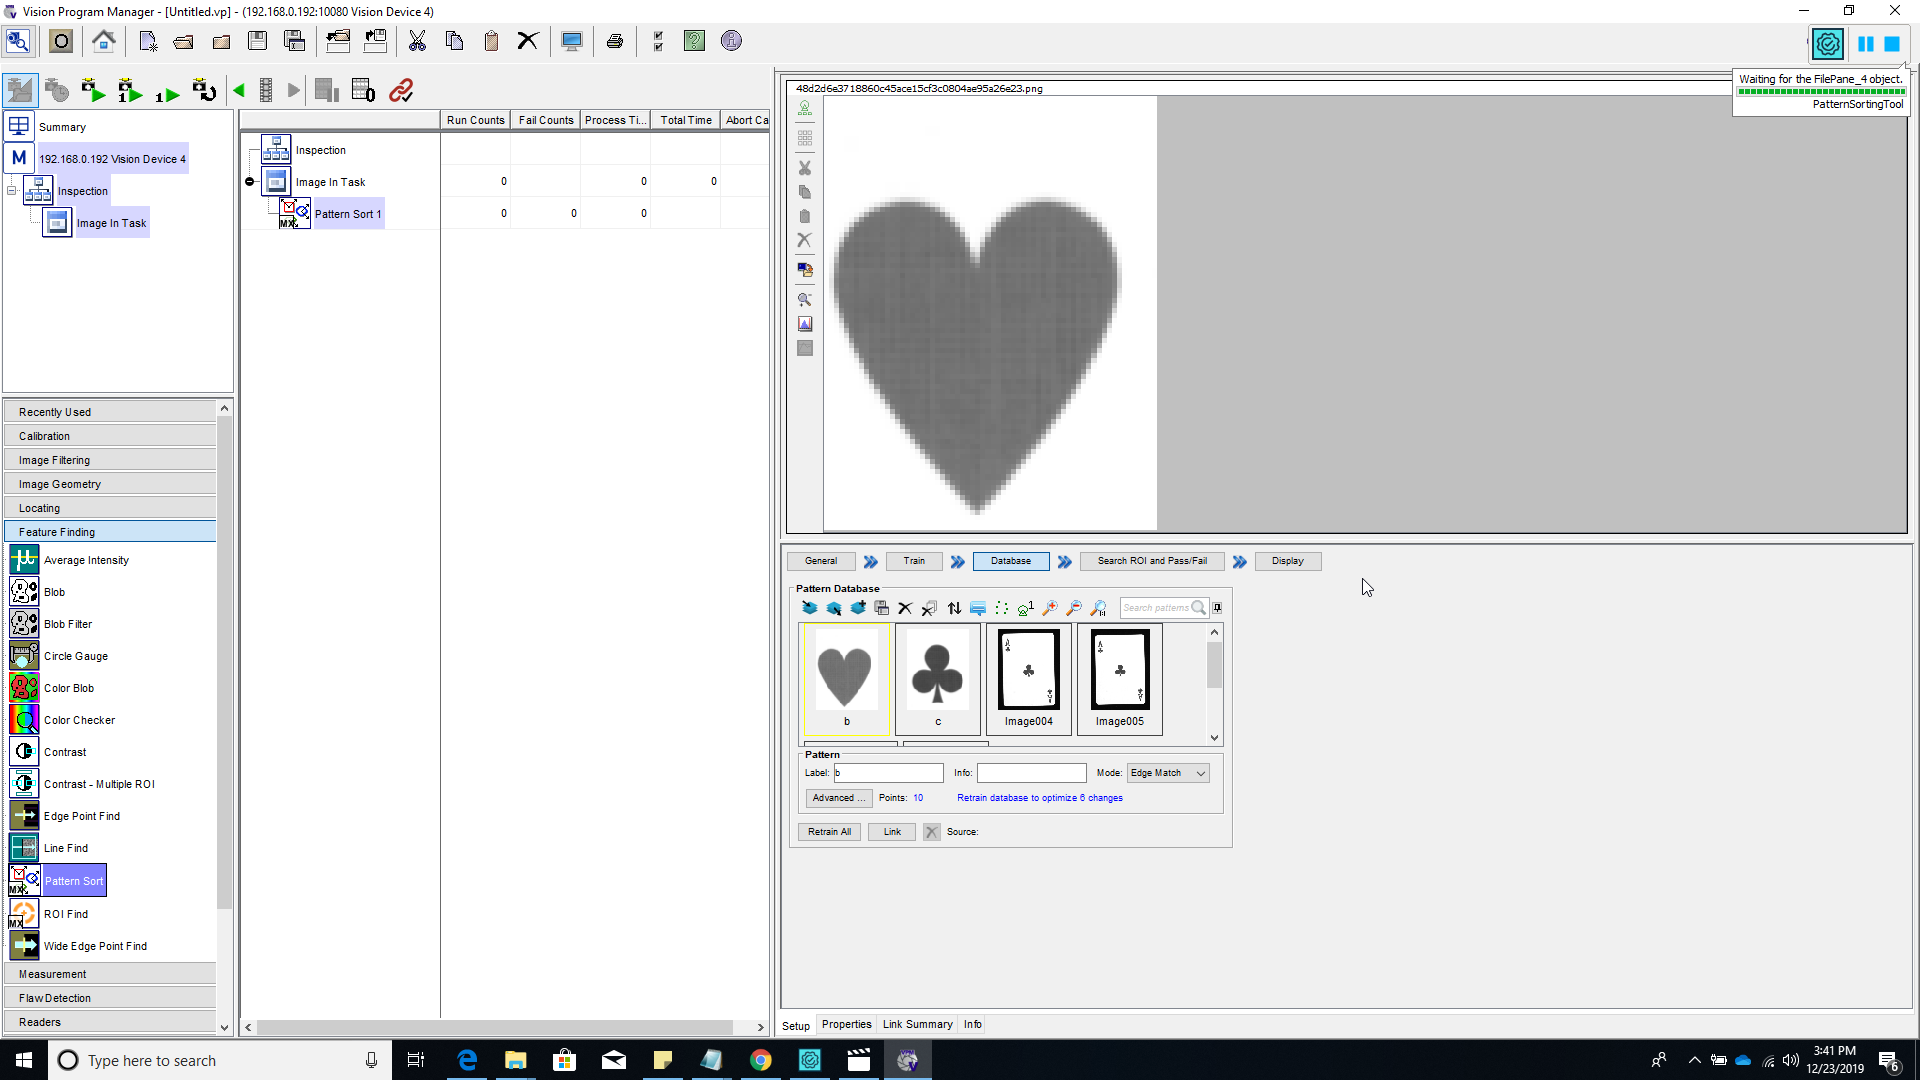 Vision Program Manager - [Untitled.vp] - (192.168.0.192:10080 Vision Device 4)
Waiting for the FilePane_4 object.
PatternSortingTool
Summary
M 192.168.0.192 Vision Device 4
Inspection
Image In Task
Run Counts Fail Counts Process Ti... Total Time Abort Ca
Inspection
Image In Task 0 0 0
Pattern Sort 1 0 0 0
48d2d6e3718860c45ace15cf3c0804ae95a26e23.png
Recently Used
Calibration
Image Filtering
Image Geometry
Locating
Feature Finding
Average Intensity
Blob
Blob Filter
Circle Gauge
Color Blob
Color Checker
Contrast
Contrast - Multiple ROI
Edge Point Find
Line Find
Pattern Sort
ROI Find
Wide Edge Point Find
Measurement
Flaw Detection
Readers
General Train Database Search ROI and Pass/Fail Display
Pattern Database
Search patterns
b c Image004 Image005
Pattern
Label: b Info: Mode: Edge Match
Advanced ... Points: 10 Retrain database to optimize 6 changes
Retrain All Link Source:
Setup Properties Link Summary Info
Type here to search
3:41 PM
12/23/2019
6